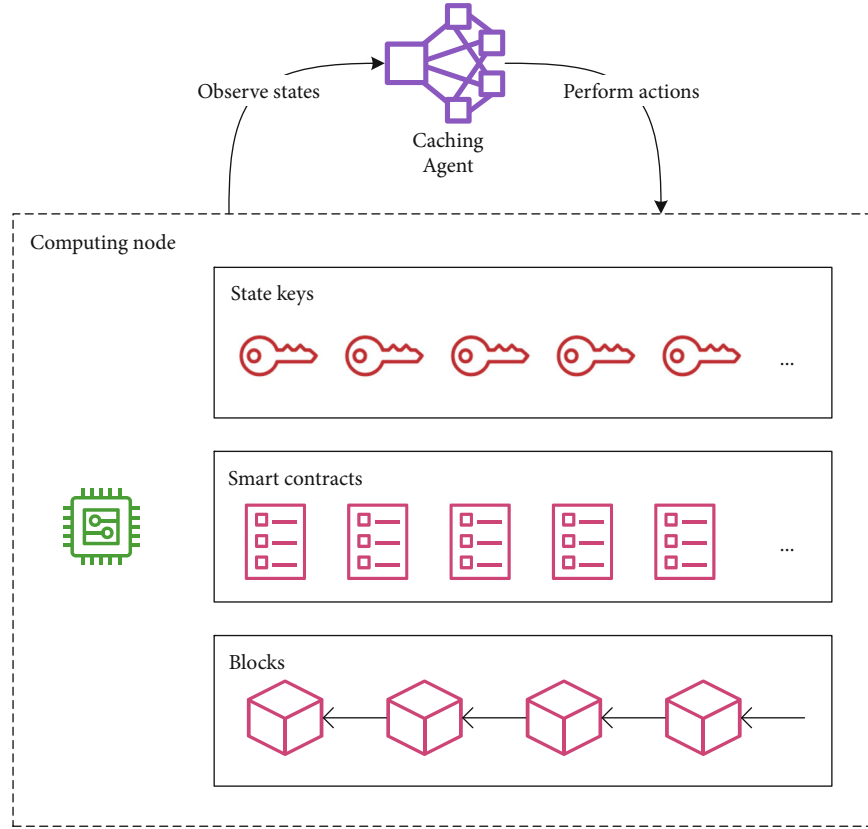 Observe states
Perform actions
Caching
Agent
Computing node
State keys
...
Smart contracts
...
Blocks